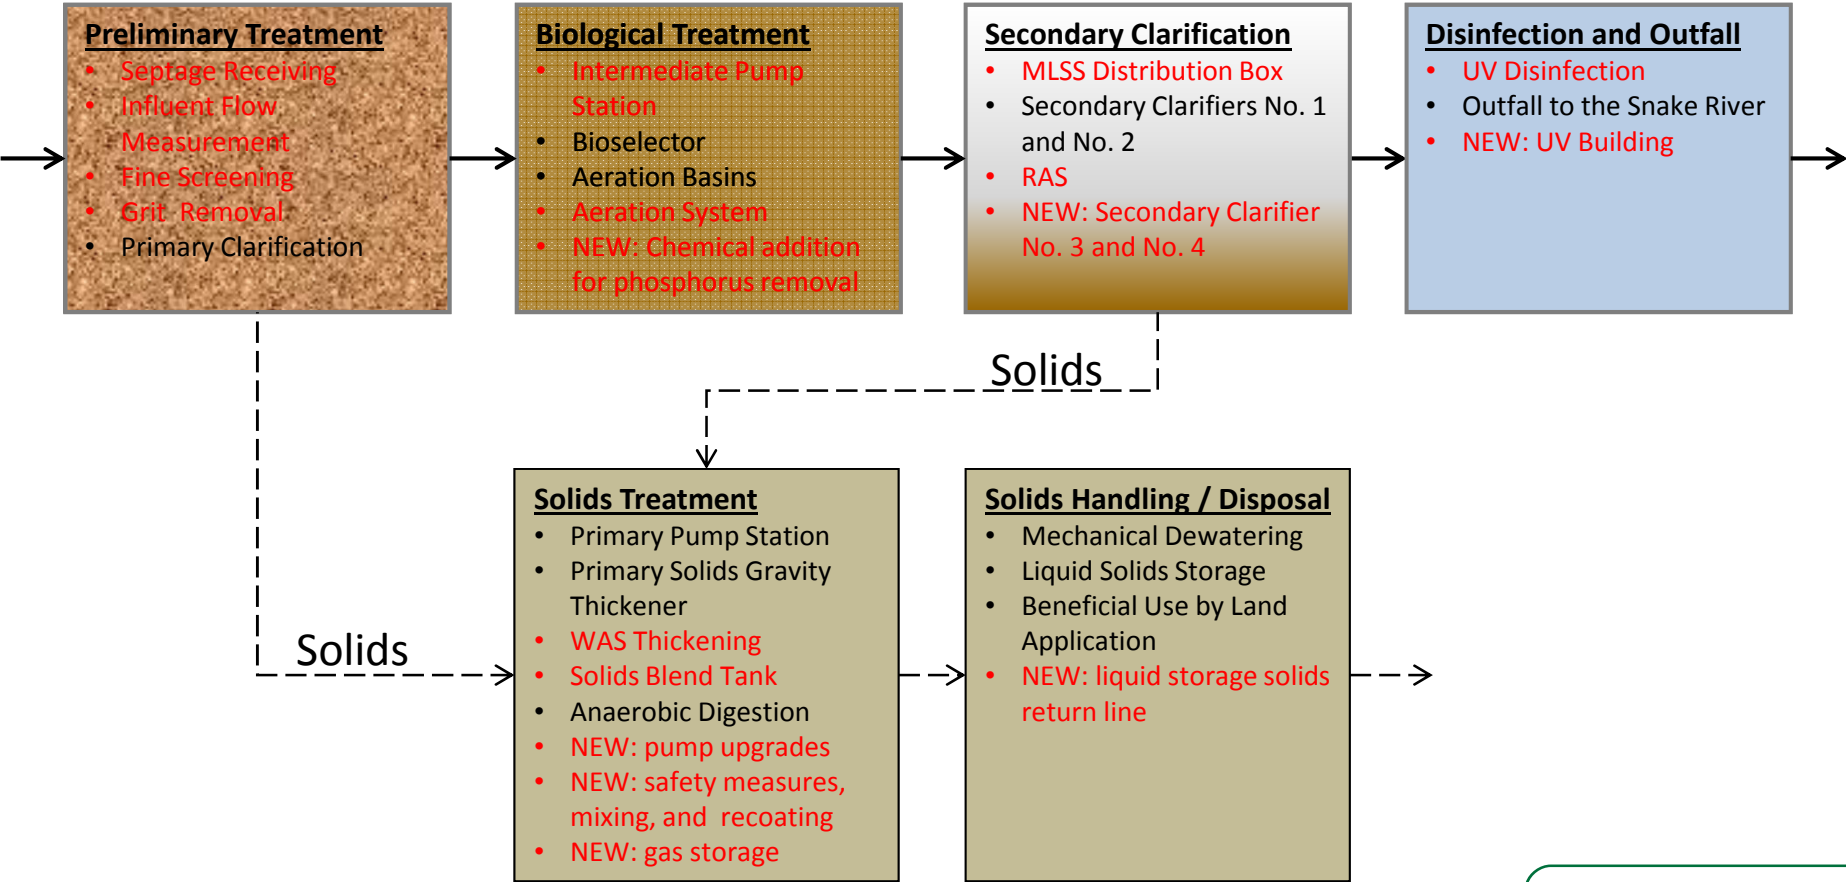 Preliminary Treatment
• Septage Receiving
• Influent Flow
Measurement
• Fine Screening
• Grit Removal
• Primary Clarification
Biological Treatment
• Intermediate Pump
Station
• Bioselector
• Aeration Basins
• Aeration System
• NEW: Chemical addition
for phosphorus removal
Secondary Clarification
• MLSS Distribution Box
• Secondary Clarifiers No. 1
and No. 2
• RAS
• NEW: Secondary Clarifier
No. 3 and No. 4
Disinfection and Outfall
• UV Disinfection
• Outfall to the Snake River
• NEW: UV Building
Solids
Solids
Solids Treatment
• Primary Pump Station
• Primary Solids Gravity
Thickener
• WAS Thickening
• Solids Blend Tank
• Anaerobic Digestion
• NEW: pump upgrades
• NEW: safety measures,
mixing, and recoating
• NEW: gas storage
Solids Handling / Disposal
• Mechanical Dewatering
• Liquid Solids Storage
• Beneficial Use by Land
Application
• NEW: liquid storage solids
return line